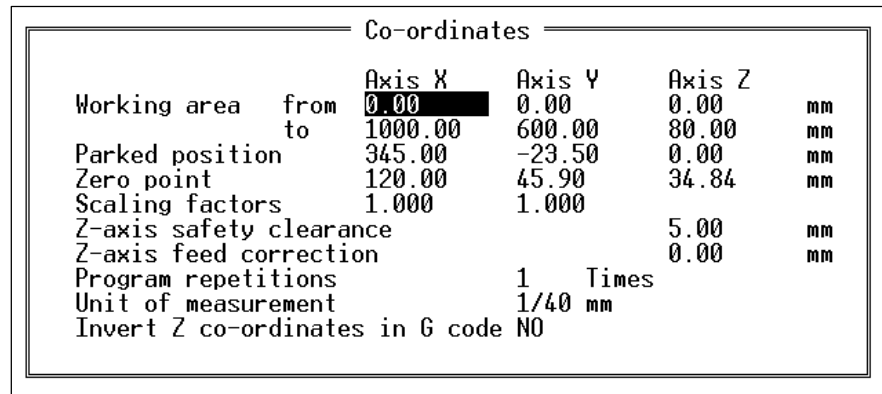 Co-ordinates
Axis X Axis Y Axis Z
Working area from 0.00 0.00 0.00 mm
to 1000.00 600.00 80.00 mm
Parked position 345.00 -23.50 0.00 mm
Zero point 120.00 45.90 34.84 mm
Scaling factors 1.000 1.000
Z-axis safety clearance 5.00 mm
Z-axis feed correction 0.00 mm
Program repetitions 1 Times
Unit of measurement 1/40 mm
Invert Z co-ordinates in G code NO